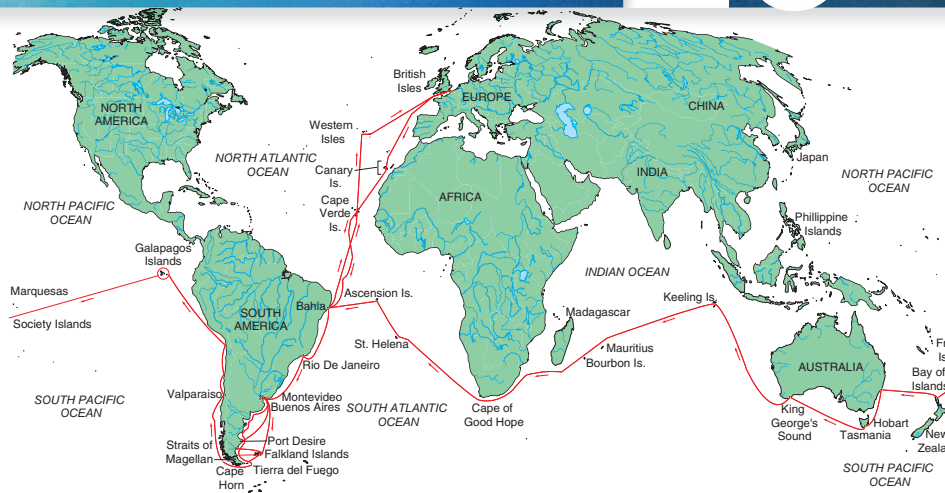 British
Isles
EUROPE
NORTH
AMERICA
CHINA
Western
Isles
NORTH ATLANTIC
OCEAN
Canary
Is.
Japan
INDIA
NORTH PACIFIC
OCEAN
AFRICA
Cape
Verde
Is.
NORTH PACIFIC
OCEAN
Phillippine
Islands
Galapagos
Islands
INDIAN OCEAN
Marquesas
Ascension Is.
Keeling Is.
Bahia
SOUTH
AMERICA
Society Islands
Madagascar
St. Helena
Mauritius
Bourbon Is.
Rio De Janeiro
AUSTRALIA
Bay of
Islands
Valparaiso
Montevideo
Buenos Aires
SOUTH PACIFIC
OCEAN
SOUTH ATLANTIC
OCEAN
Cape of
Good Hope
King
George's
Sound
Hobart
Tasmania
New
Port Desire
Straits of
Magellan
Falkland Islands
Tierra del Fuego
Cape
Horn
SOUTH PACIFIC
OCEAN